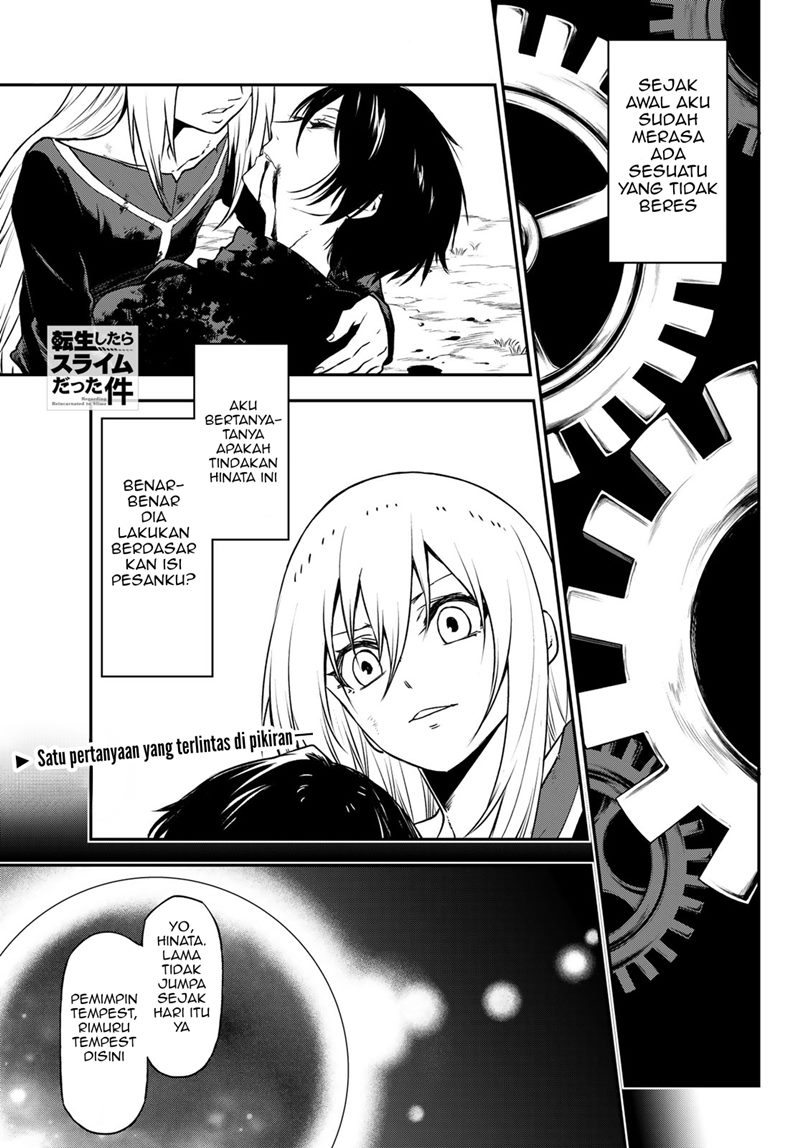 SEJAK
AWAL AKU
SUDAH
MERASA
ADA
SESUATU
YANG TIDAK
BERES
転生したら
スライム
だった件
Regarding
Reincarnated to Slime
AKU
BERTANYA-
TANYA
APAKAH
TINDAKAN
HINATA INI
BENAR-
BENAR
DIA
LAKUKAN
BERDASAR
KAN ISI
PESANKU?
► Satu pertanyaan yang terlintas di pikiran —
YO,
HINATA.
LAMA
TIDAK
JUMPA
SEJAK
HARI ITU
YA
PEMIMPIN
TEMPEST,
RIMURU
TEMPEST
DISINI